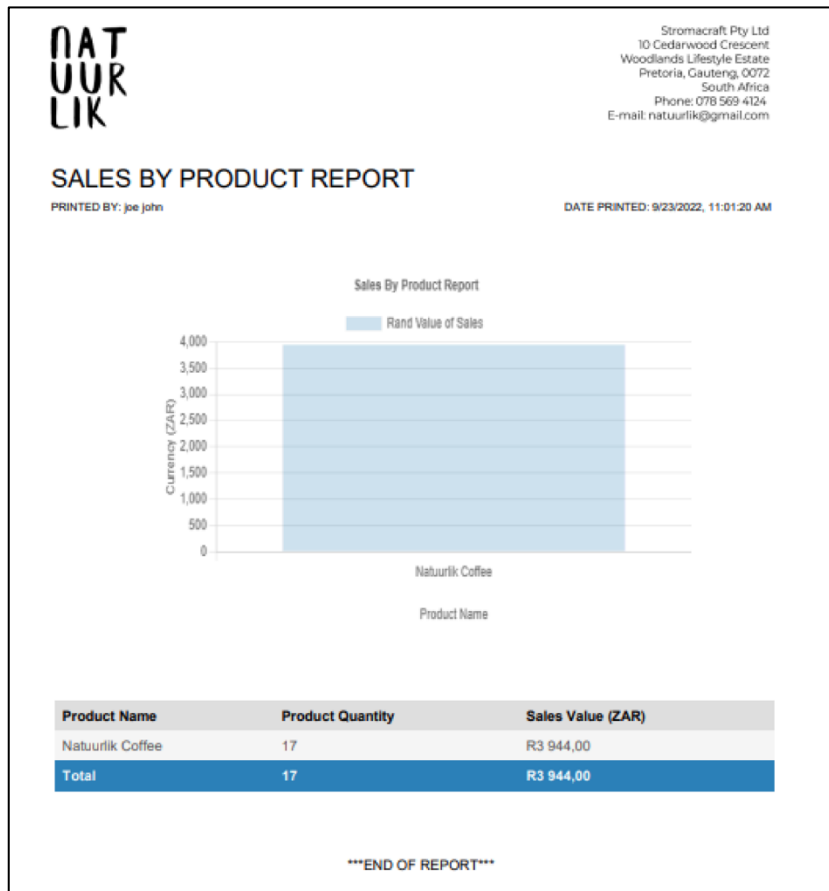 NAT
UUR
LIK
Stromacraft Pty Ltd
10 Cedarwood Crescent
Woodlands Lifestyle Estate
Pretoria, Gauteng, 0072
South Africa
Phone: 078 569 4124
E-mail: natuurlik@gmail.com
SALES BY PRODUCT REPORT
PRINTED BY: joe john DATE PRINTED: 9/23/2022, 11:01:20 AM
Sales By Product Report
Rand Value of Sales
Currency (ZAR)
4,000
3,500
3,000
2,500
2,000
1,500
1,000
500
0
Natuurlik Coffee
Product Name
Product Name Product Quantity Sales Value (ZAR)
Natuurlik Coffee 17 R3 944,00
Total 17 R3 944,00
***END OF REPORT***